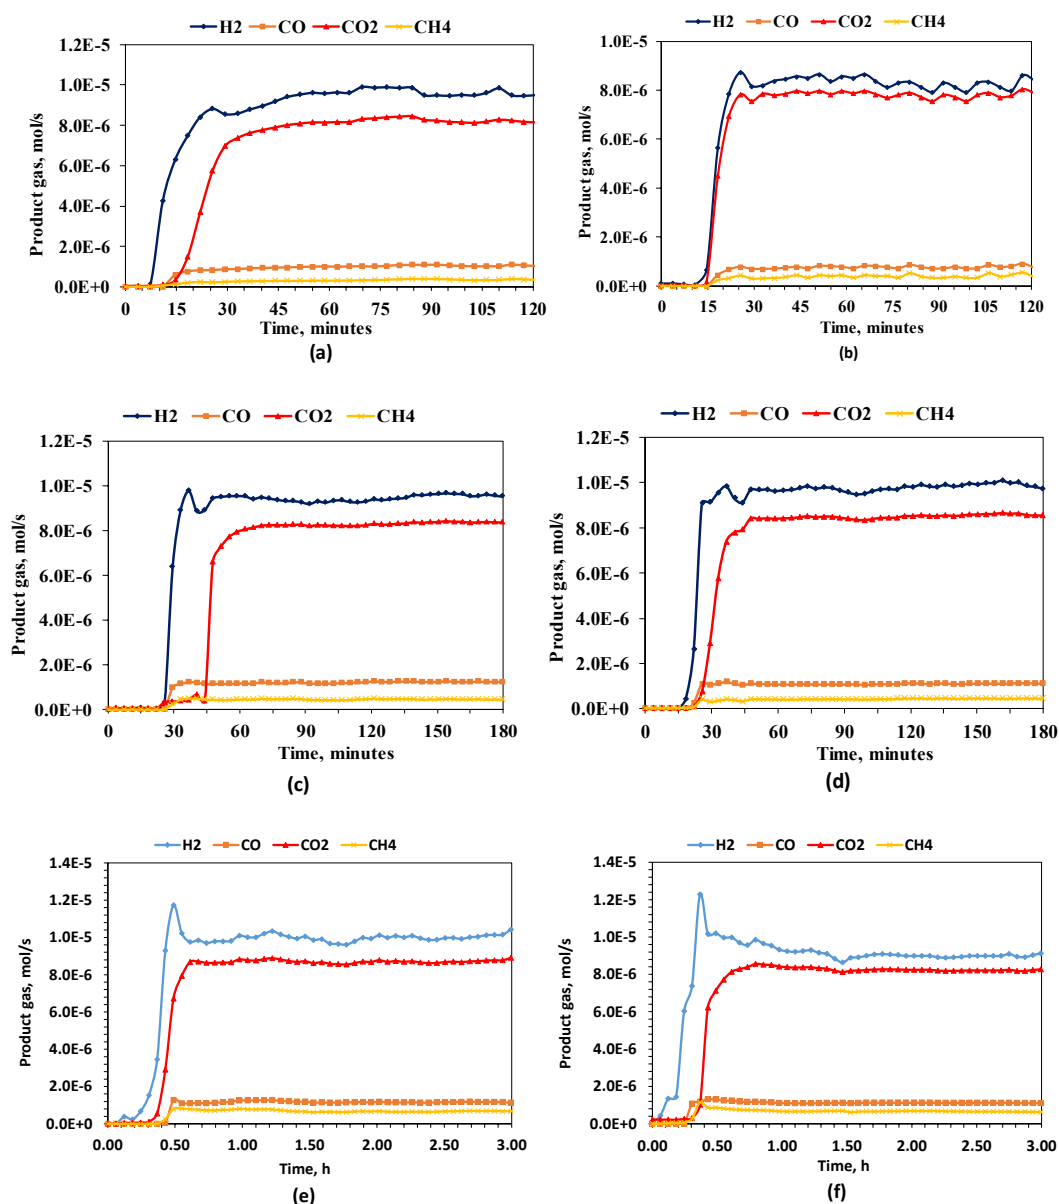 H2 CO CO2 CH4
Product gas, mol/s
1.2E-5
1.0E-5
8.0E-6
6.0E-6
4.0E-6
2.0E-6
0.0E+0
0 15 30 45 60 75 90 105 120
Time, minutes
(a)
H2 CO CO2 CH4
Product gas, mol/s
1.0E-5
8.0E-6
6.0E-6
4.0E-6
2.0E-6
0.0E+0
0 15 30 45 60 75 90 105 120
Time, minutes
(b)
H2 CO CO2 CH4
Product gas, mol/s
1.2E-5
1.0E-5
8.0E-6
6.0E-6
4.0E-6
2.0E-6
0.0E+0
0 30 60 90 120 150 180
Time, minutes
(c)
H2 CO CO2 CH4
Product gas, mol/s
1.2E-5
1.0E-5
8.0E-6
6.0E-6
4.0E-6
2.0E-6
0.0E+0
0 30 60 90 120 150 180
Time, minutes
(d)
H2 CO CO2 CH4
Product gas, mol/s
1.4E-5
1.2E-5
1.0E-5
8.0E-6
6.0E-6
4.0E-6
2.0E-6
0.0E+0
0.00 0.50 1.00 1.50 2.00 2.50 3.00
Time, h
(e)
H2 CO CO2 CH4
Product gas, mol/s
1.4E-5
1.2E-5
1.0E-5
8.0E-6
6.0E-6
4.0E-6
2.0E-6
0.0E+0
0.00 0.50 1.00 1.50 2.00 2.50 3.00
Time, h
(f)